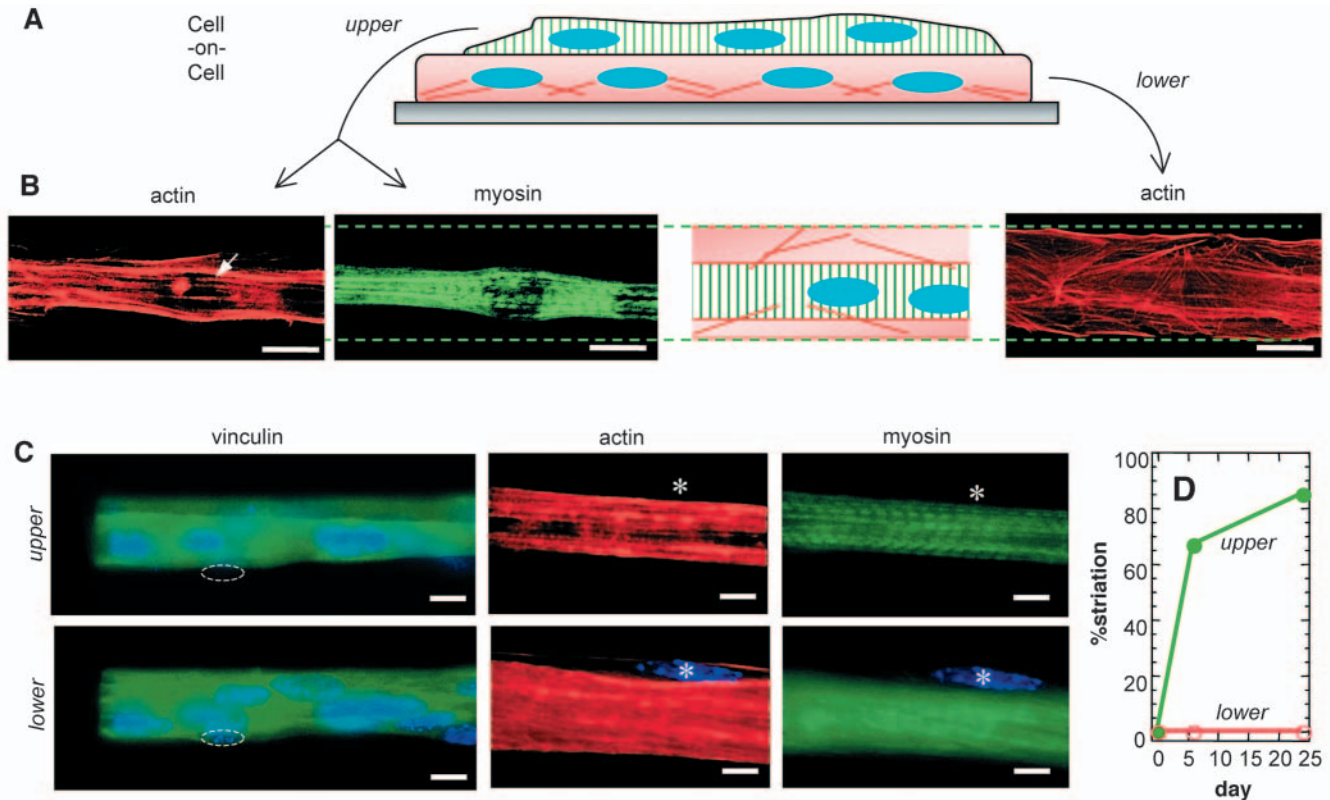 A
Cell
-on-
Cell
upper
lower
B
actin
myosin
actin
C
vinculin
actin
myosin
upper
lower
*
*
*
*
D
%striation
100
80
60
40
20
0
upper
lower
0
5
10
15
20
25
day